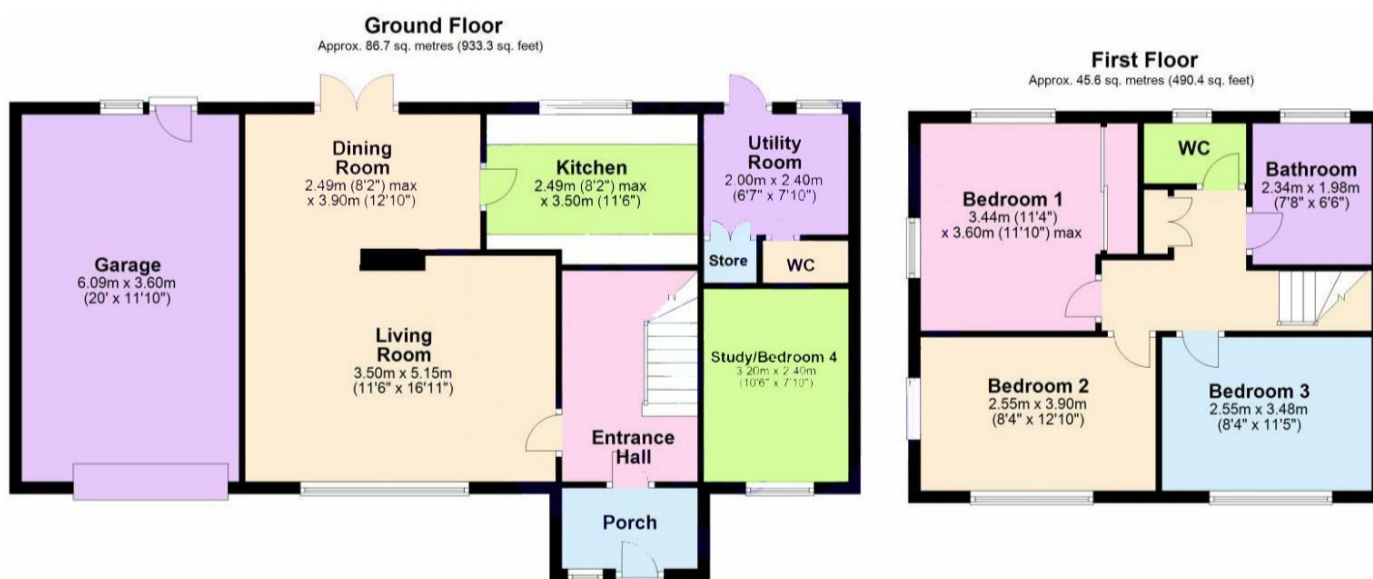 Ground Floor
Approx. 86.7 sq. metres (933.3 sq. feet)
First Floor
Approx. 45.6 sq. metres (490.4 sq. feet)
Garage
6.09m x 3.60m
(20' x 11'10")
Dining
Room
2.49m (8'2") max
x 3.90m (12'10")
Kitchen
2.49m (8'2") max
x 3.50m (11'6")
Utility
Room
2.00m x 2.40m
(6'7" x 7'10")
Store
WC
Living
Room
3.50m x 5.15m
(11'6" x 16'11")
Entrance
Hall
Study/Bedroom 4
3.20m x 2.40m
(10'6" x 7'10")
Porch
Bedroom 1
3.44m (11'4")
x 3.60m (11'10") max
WC
Bathroom
2.34m x 1.98m
(7'8" x 6'6")
Bedroom 2
2.55m x 3.90m
(8'4" x 12'10")
Bedroom 3
2.55m x 3.48m
(8'4" x 11'5")